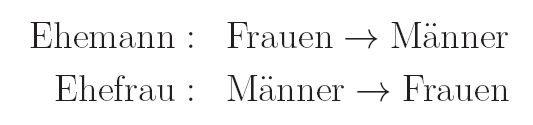 Ehemann : Frauen → Männer
Ehefrau : Männer → Frauen